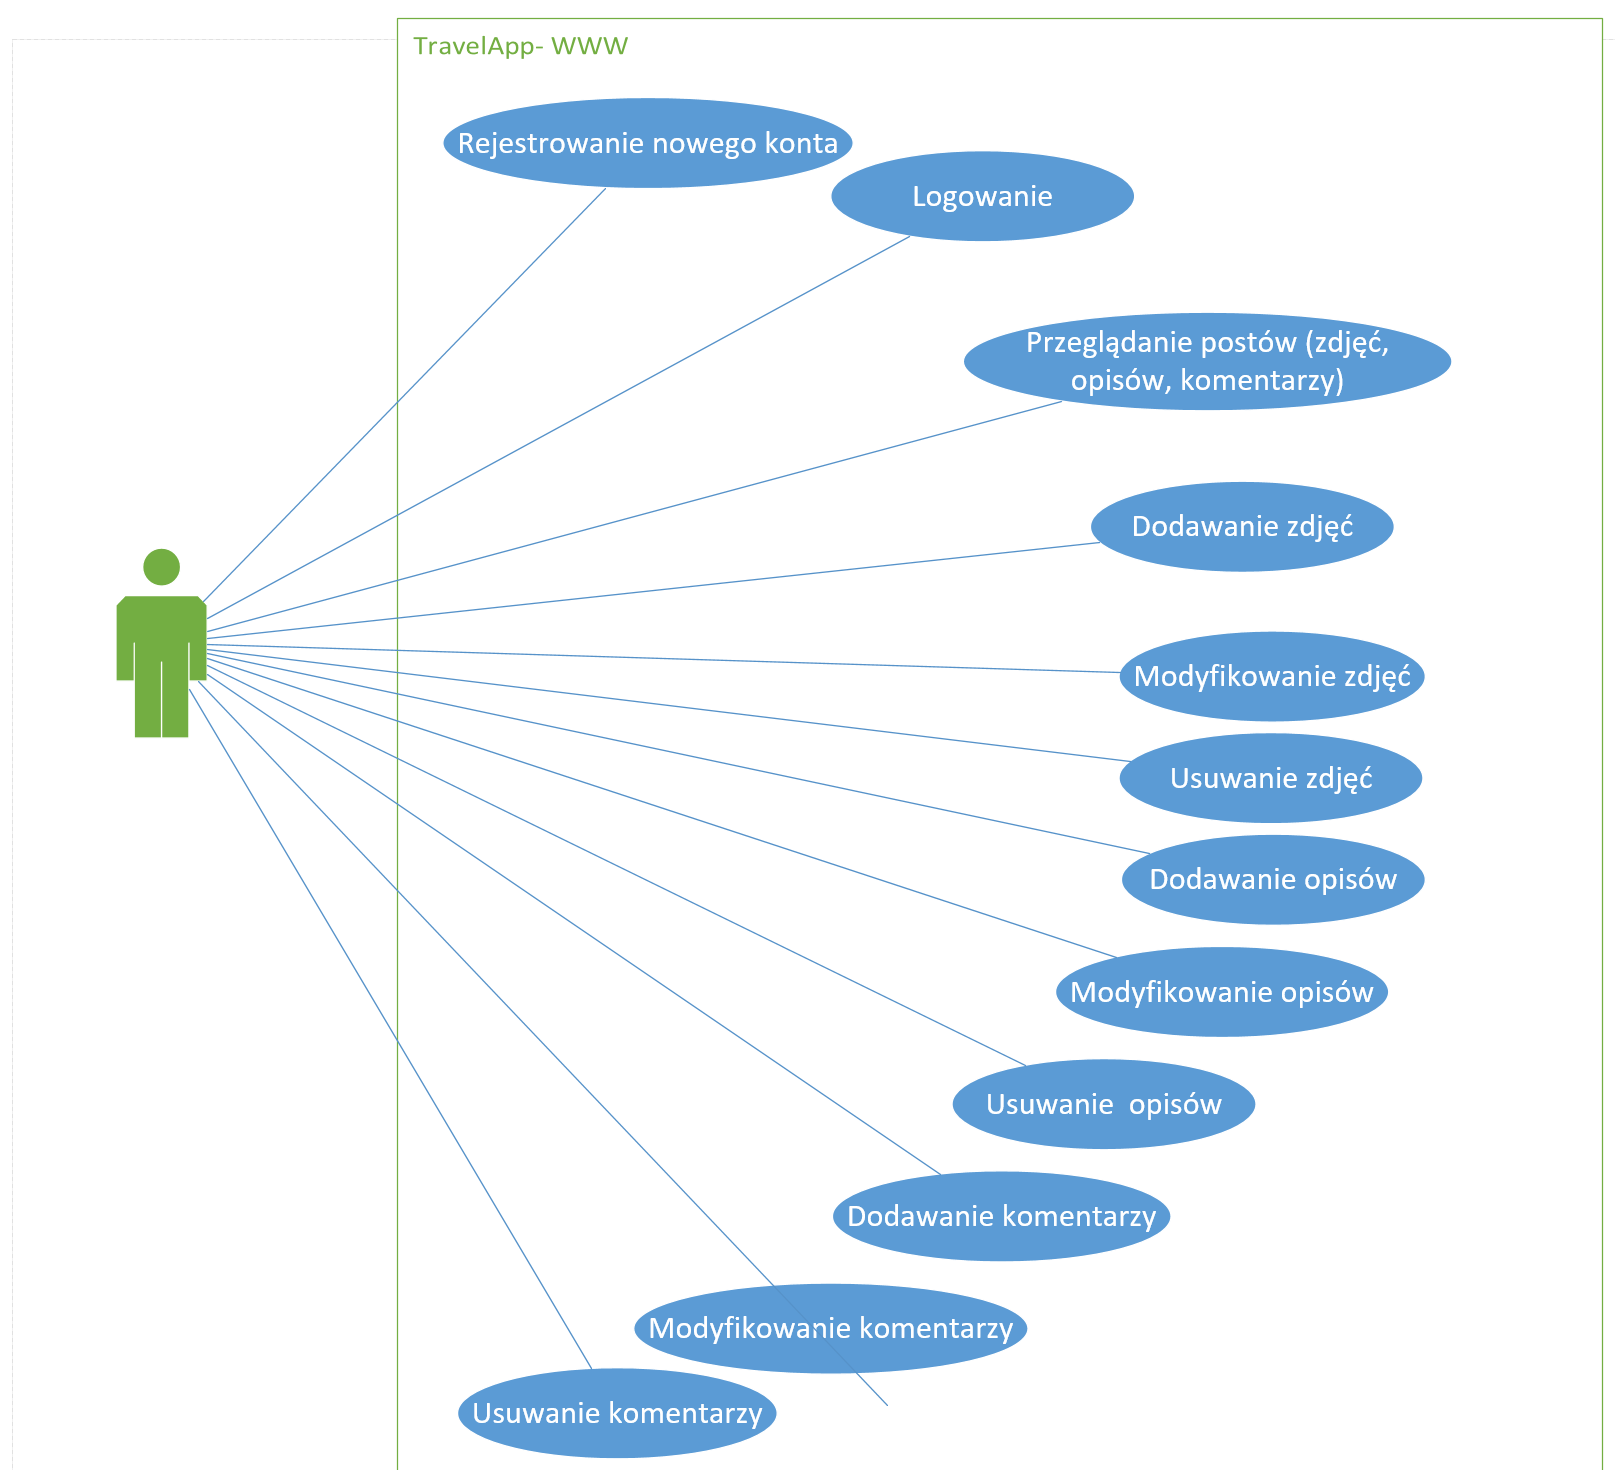 TravelApp- WWW
Rejestrowanie nowego konta
Logowanie
Przeglądanie postów (zdjęć,
opisów, komentarzy)
Dodawanie zdjęć
Modyfikowanie zdjęć
Usuwanie zdjęć
Dodawanie opisów
Modyfikowanie opisów
Usuwanie  opisów
Dodawanie komentarzy
Modyfikowanie komentarzy
Usuwanie komentarzy